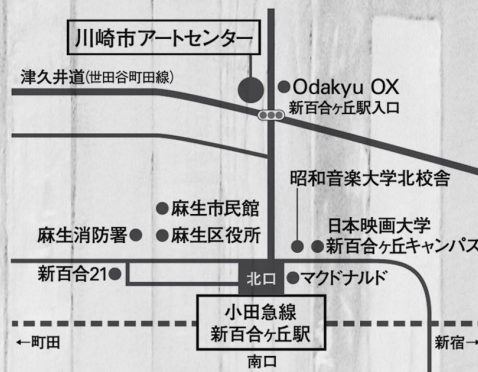 川崎市アートセンター
津久井道(世田谷町田線)
Odakyu OX
新百合ヶ丘駅入口
昭和音楽大学北校舎
麻生市民館
麻生消防署
麻生区役所
日本映画大学
新百合ヶ丘キャンパス
新百合21
北口
マクドナルド
小田急線
新百合ヶ丘駅
←町田
新宿→
南口